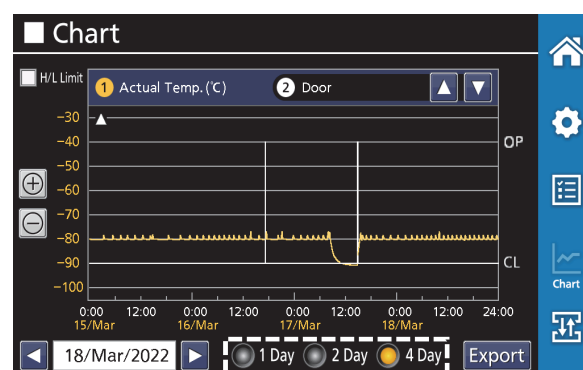 Chart
H/L Limit
1 Actual Temp.(℃) 2 Door
-30
-40 OP
-50
-60
-70
-80
-90 CL
-100
0:00 12:00 0:00 12:00 0:00 12:00 0:00 12:00 24:00
15/Mar 16/Mar 17/Mar 18/Mar
Chart
18/Mar/2022 1 Day 2 Day 4 Day Export